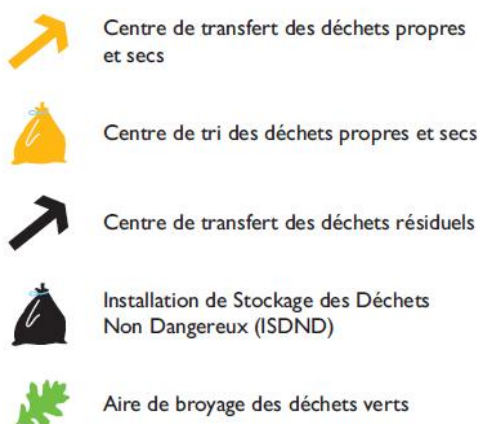 Centre de transfert des déchets propres
et secs
Centre de tri des déchets propres et secs
Centre de transfert des déchets résiduels
Installation de Stockage des Déchets
Non Dangereux (ISDND)
Aire de broyage des déchets verts